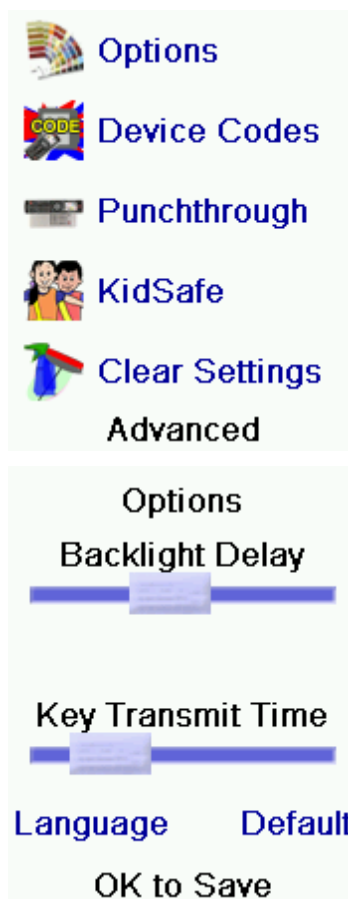 Options
CODE
Device Codes
Punchthrough
KidSafe
Clear Settings
Advanced
Options
Backlight Delay
Key Transmit Time
Language Default
OK to Save